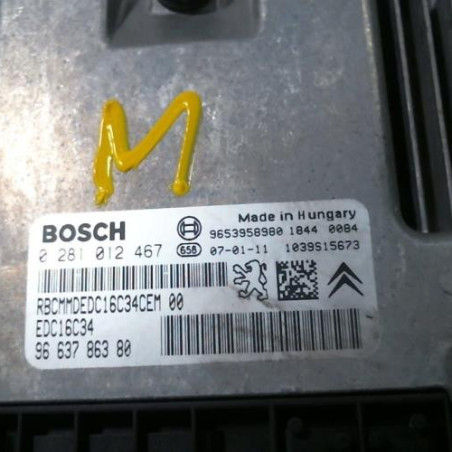 M
BOSCH
Made in Hungary
9653958980 1844 0084
0 281 012 467
658 07-01-11 1039S15673
RBCMMDEDC16C34CEM 00
EDC16C34
96 637 863 80